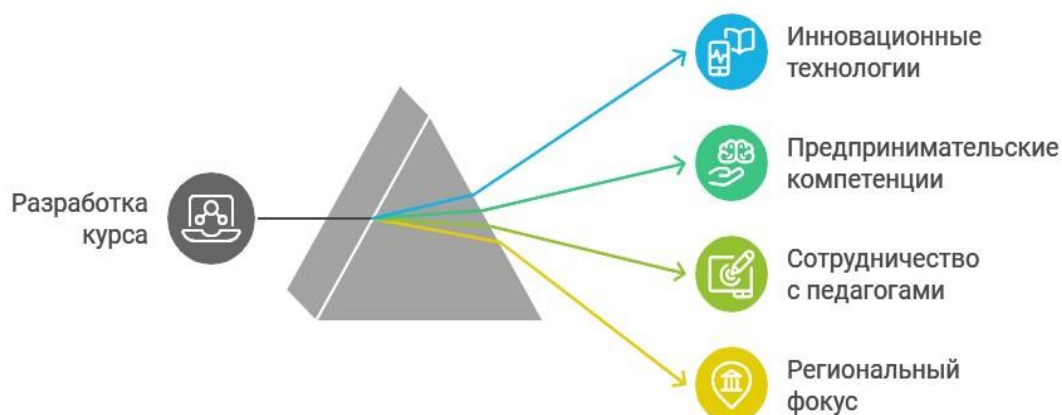 Разработка
курса
Инновационные
технологии
Предпринимательские
компетенции
Сотрудничество
с педагогами
Региональный
фокус